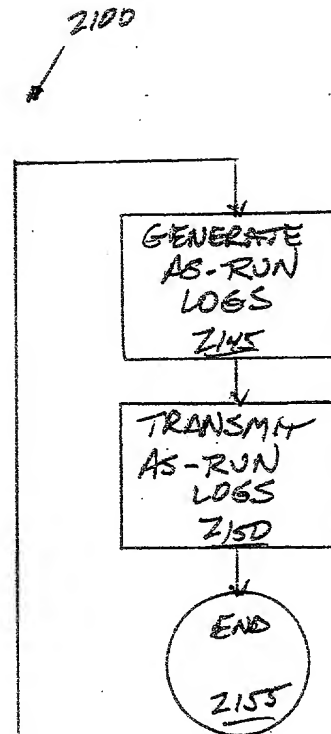 2100
GENERATE
AS-RUN
LOGS
2145
TRANSMIT
AS-RUN
LOGS
2150
END
2155